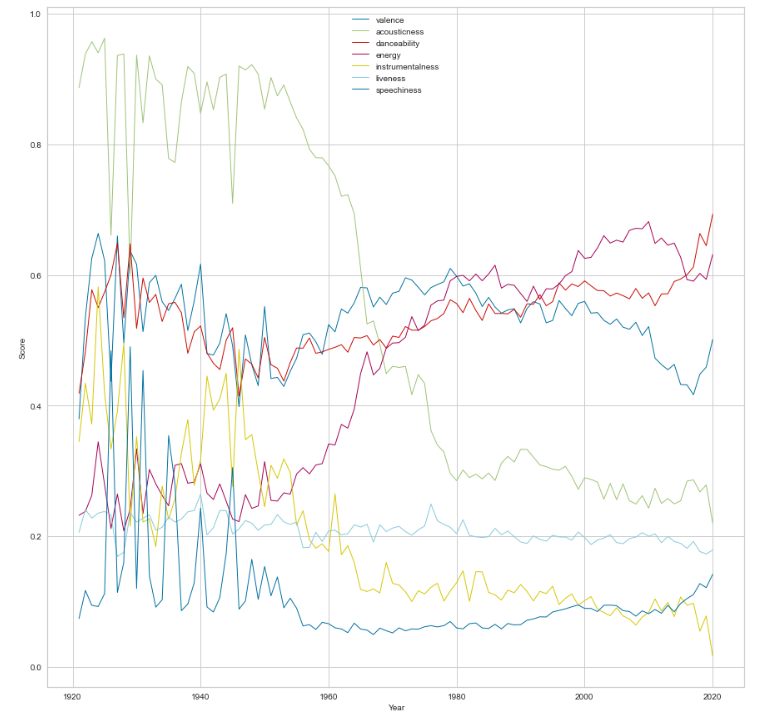 valence
acousticness
danceability
energy
instrumentalness
liveness
speechiness
1.0
0.8
0.6
0.4
0.2
0.0
Score
1920 1940 1960 1980 2000 2020
Year